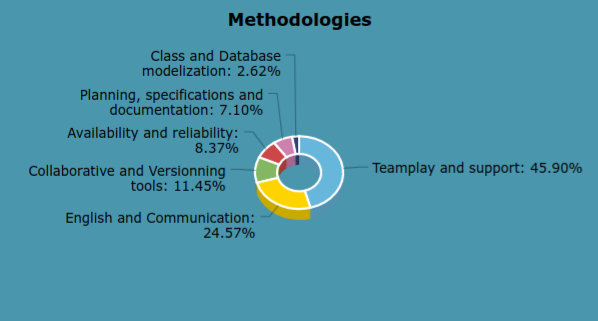 Methodologies
Class and Database
modelization: 2.62%
Planning, specifications and
documentation: 7.10%
Availability and reliability:
8.37%
Collaborative and Versionning
tools: 11.45%
English and Communication:
24.57%
Teamplay and support: 45.90%